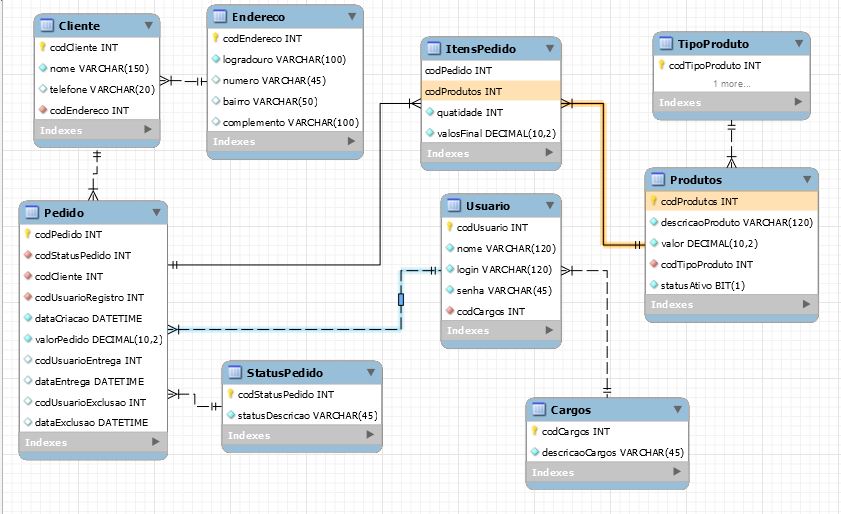 Cliente
codCliente INT
nome VARCHAR(150)
telefone VARCHAR(20)
codEndereco INT
Indexes
Endereco
codEndereco INT
logradouro VARCHAR(100)
numero VARCHAR(45)
bairro VARCHAR(50)
complemento VARCHAR(100)
Indexes
ItensPedido
codPedido INT
codProdutos INT
quatidade INT
valosFinal DECIMAL(10,2)
Indexes
TipoProduto
codTipoProduto INT
1 more...
Indexes
Pedido
codPedido INT
codStatusPedido INT
codCliente INT
codUsuarioRegistro INT
dataCriacao DATETIME
valorPedido DECIMAL(10,2)
codUsuarioEntrega INT
dataEntrega DATETIME
codUsuarioExclusao INT
dataExclusao DATETIME
Indexes
Usuario
codUsuario INT
nome VARCHAR(120)
login VARCHAR(120)
senha VARCHAR(45)
codCargos INT
Indexes
Produtos
codProdutos INT
descricaoProduto VARCHAR(120)
valor DECIMAL(10,2)
codTipoProduto INT
statusAtivo BIT(1)
Indexes
StatusPedido
codStatusPedido INT
statusDescricao VARCHAR(45)
Indexes
Cargos
codCargos INT
descricaoCargos VARCHAR(45)
Indexes